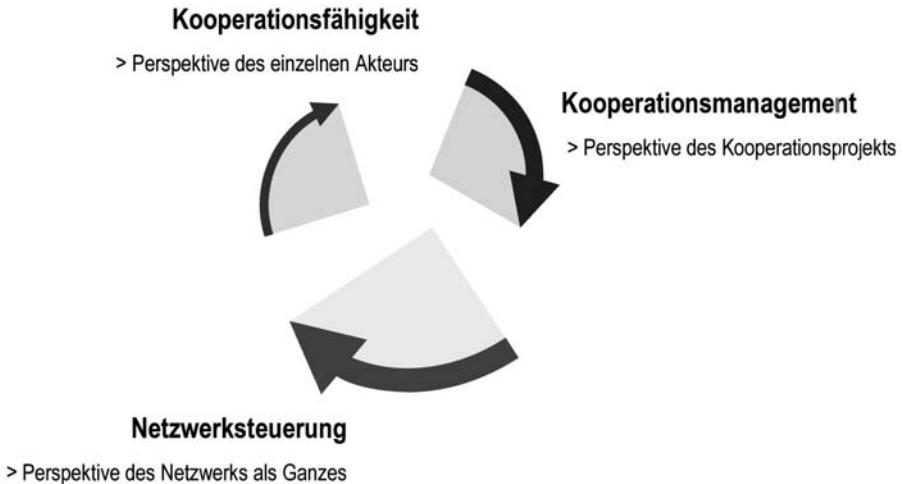 Kooperationsfähigkeit
> Perspektive des einzelnen Akteurs
Kooperationsmanagement
> Perspektive des Kooperationsprojekts
Netzwerksteuerung
> Perspektive des Netzwerks als Ganzes